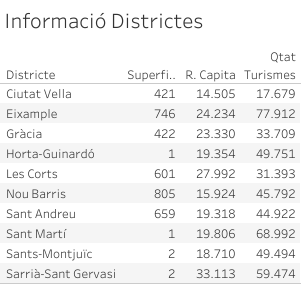 Informació Districtes
Qtat
Districte Superfi.. R. Capita Turismes
Ciutat Vella 421 14.505 17.679
Eixample 746 24.234 77.912
Gràcia 422 23.330 33.709
Horta-Guinardó 1 19.354 49.751
Les Corts 601 27.992 31.393
Nou Barris 805 15.924 45.792
Sant Andreu 659 19.318 44.922
Sant Martí 1 19.806 68.992
Sants-Montjuïc 2 18.710 49.494
Sarrià-Sant Gervasi 2 33.113 59.474